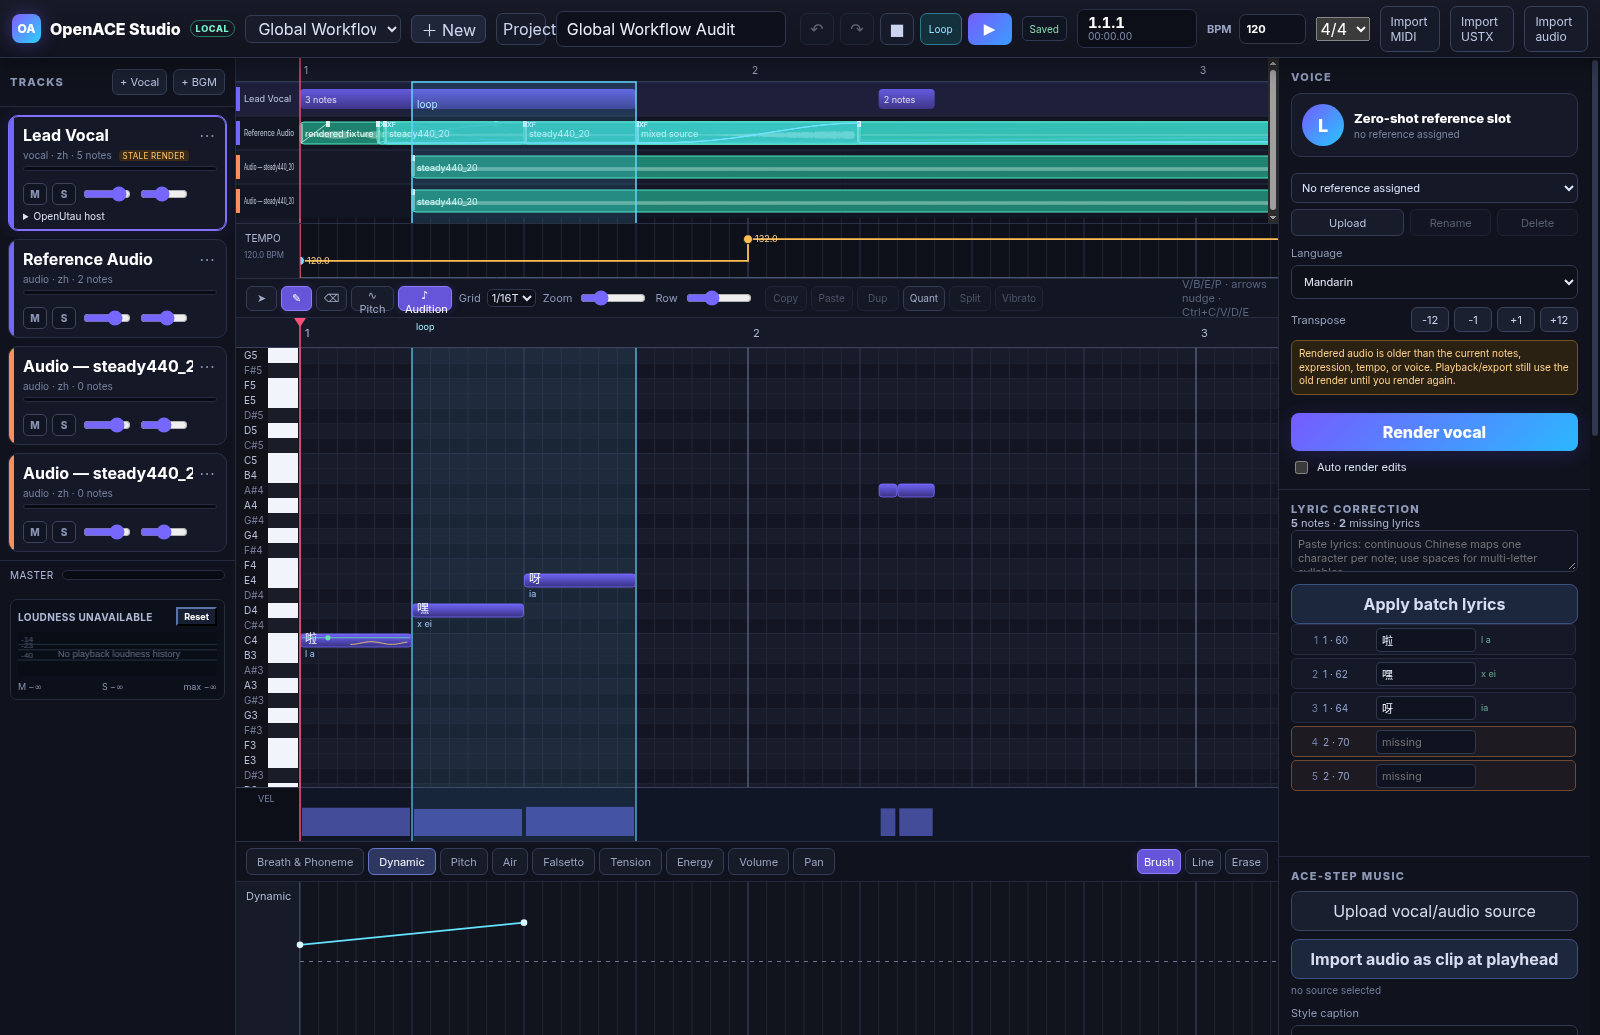 OA OpenACE Studio LOCAL Global Workflow + New Project Global Workflow Audit Loop Saved 1.1.1 00:00.00 BPM 120 4/4 Import MIDI Import USTX Import audio
TRACKS + Vocal + BGM
Lead Vocal
vocal · zh · 5 notes STALE RENDER
M S
OpenUtau host
Reference Audio
audio · zh · 2 notes
M S
Audio — steady440_2
audio · zh · 0 notes
M S
Audio — steady440_2
audio · zh · 0 notes
M S
MASTER
LOUDNESS UNAVAILABLE Reset
-14
-23
-40
No playback loudness history
M −∞ S −∞ max −∞
1 2 3
Lead Vocal 3 notes loop 2 notes
Reference Audio rendered fixture steady440_20 steady440_20 mixed source
Audio — steady440_20 steady440_20
Audio — steady440_20 steady440_20
TEMPO
120.0 BPM
120.0
132.0
Pitch Audition Grid 1/16T Zoom Row Copy Paste Dup Quant Split Vibrato
V/B/E/P · arrows
nudge ·
Ctrl+C/V/D/E
loop
1 2 3
G5
F#5
F5
E5
D#5
D5
C#5
C5
B4
A#4
A4
G#4
G4
F#4
F4
E4 呀
D#4 ia
D4 嘿
C#4 x ei
C4 啦
B3 l a
A#3
A3
G#3
G3
F#3
F3
E3
D#3
VEL
Breath & Phoneme Dynamic Pitch Air Falsetto Tension Energy Volume Pan Brush Line Erase
Dynamic
VOICE
L Zero-shot reference slot
no reference assigned
No reference assigned
Upload Rename Delete
Language
Mandarin
Transpose -12 -1 +1 +12
Rendered audio is older than the current notes,
expression, tempo, or voice. Playback/export still use the
old render until you render again.
Render vocal
Auto render edits
LYRIC CORRECTION
5 notes · 2 missing lyrics
Paste lyrics: continuous Chinese maps one
character per note; use spaces for multi-letter
Apply batch lyrics
1 1 · 60 啦 l a
2 1 · 62 嘿 x ei
3 1 · 64 呀 ia
4 2 · 70 missing
5 2 · 70 missing
ACE-STEP MUSIC
Upload vocal/audio source
Import audio as clip at playhead
no source selected
Style caption